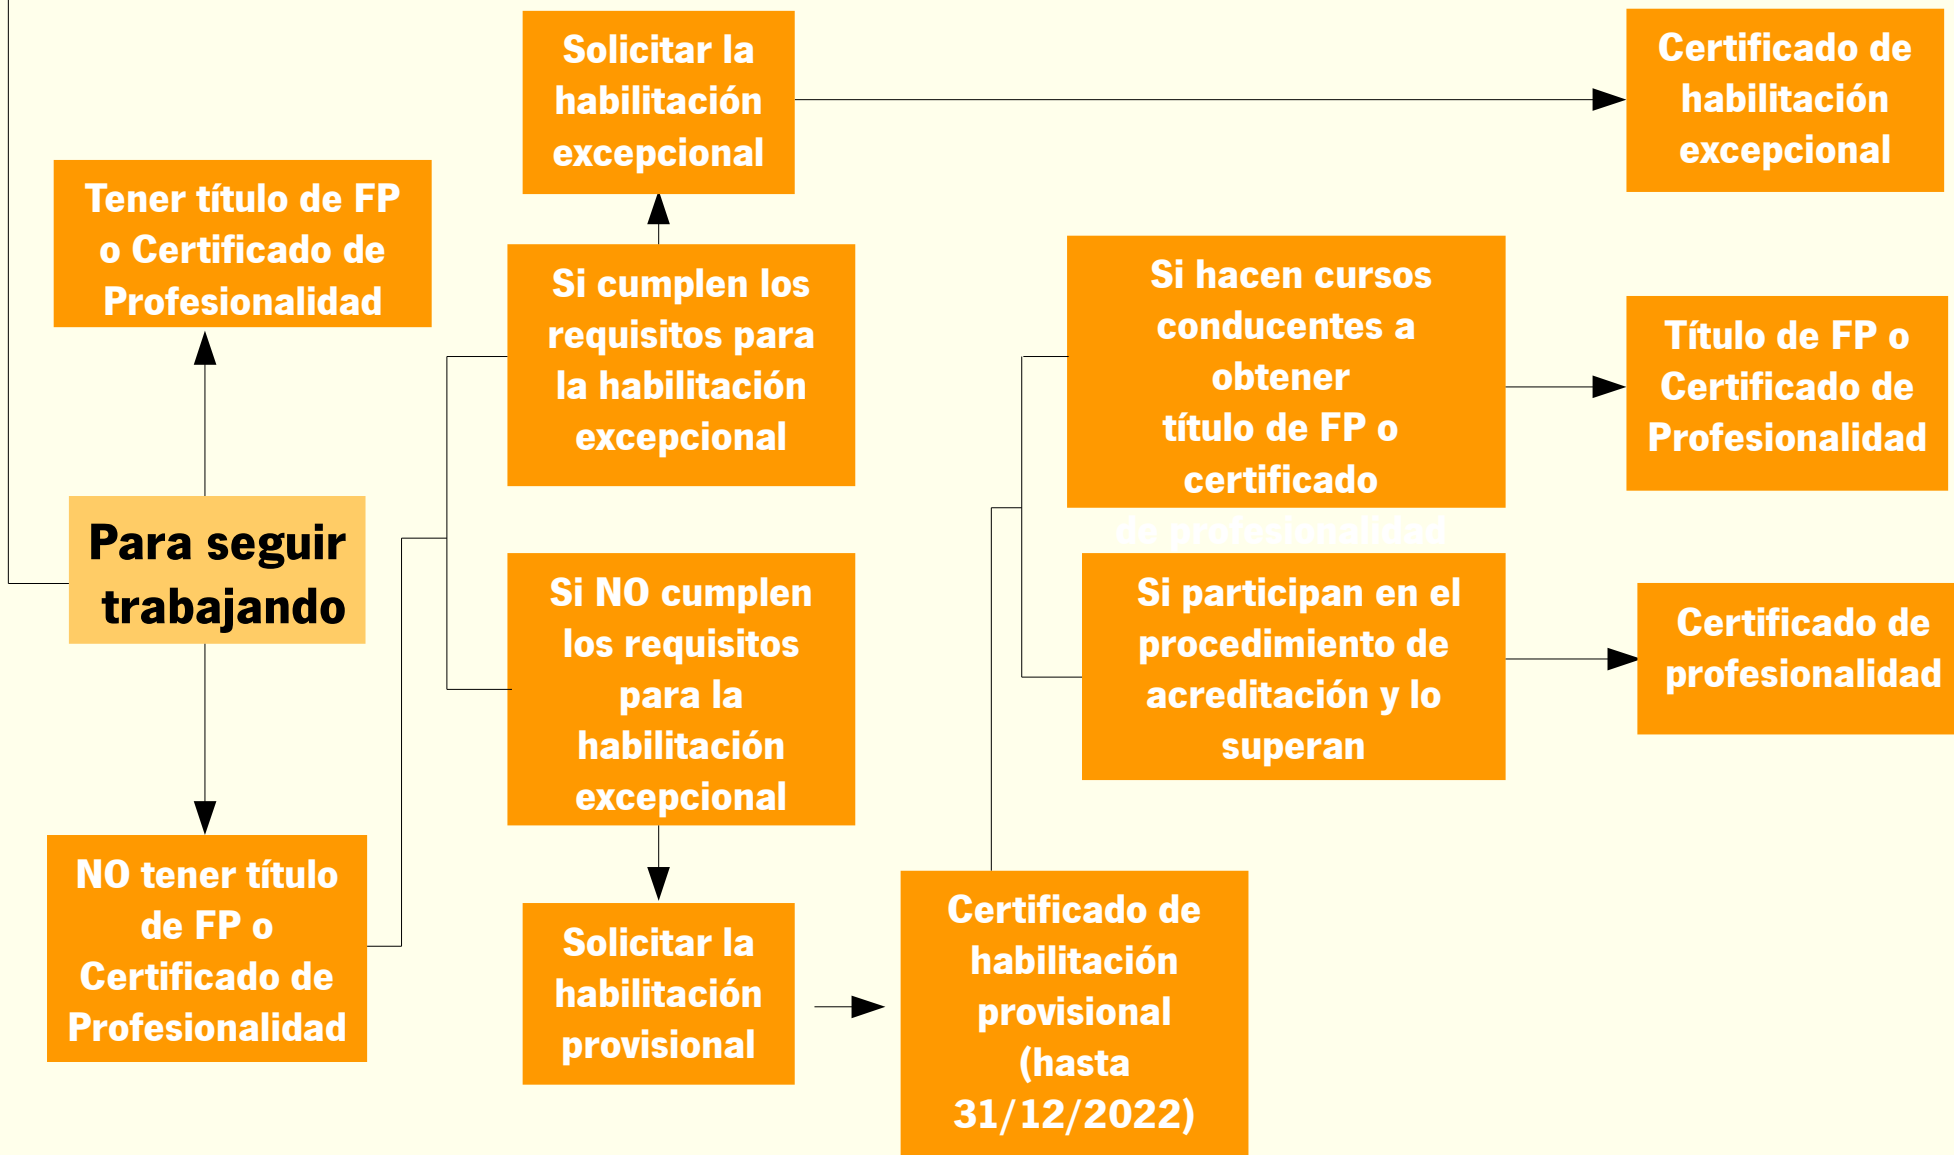 Solicitar la
habilitación
excepcional
Certificado de
habilitación
excepcional
Tener título de FP
o Certificado de
Profesionalidad
Si cumplen los
requisitos para
la habilitación
excepcional
Si hacen cursos
conducentes a
obtener
título de FP o
certificado
de profesionalidad
Título de FP o
Certificado de
Profesionalidad
Para seguir
trabajando
Si NO cumplen
los requisitos
para la
habilitación
excepcional
Si participan en el
procedimiento de
acreditación y lo
superan
Certificado de
profesionalidad
NO tener título
de FP o
Certificado de
Profesionalidad
Solicitar la
habilitación
provisional
Certificado de
habilitación
provisional
(hasta
31/12/2022)